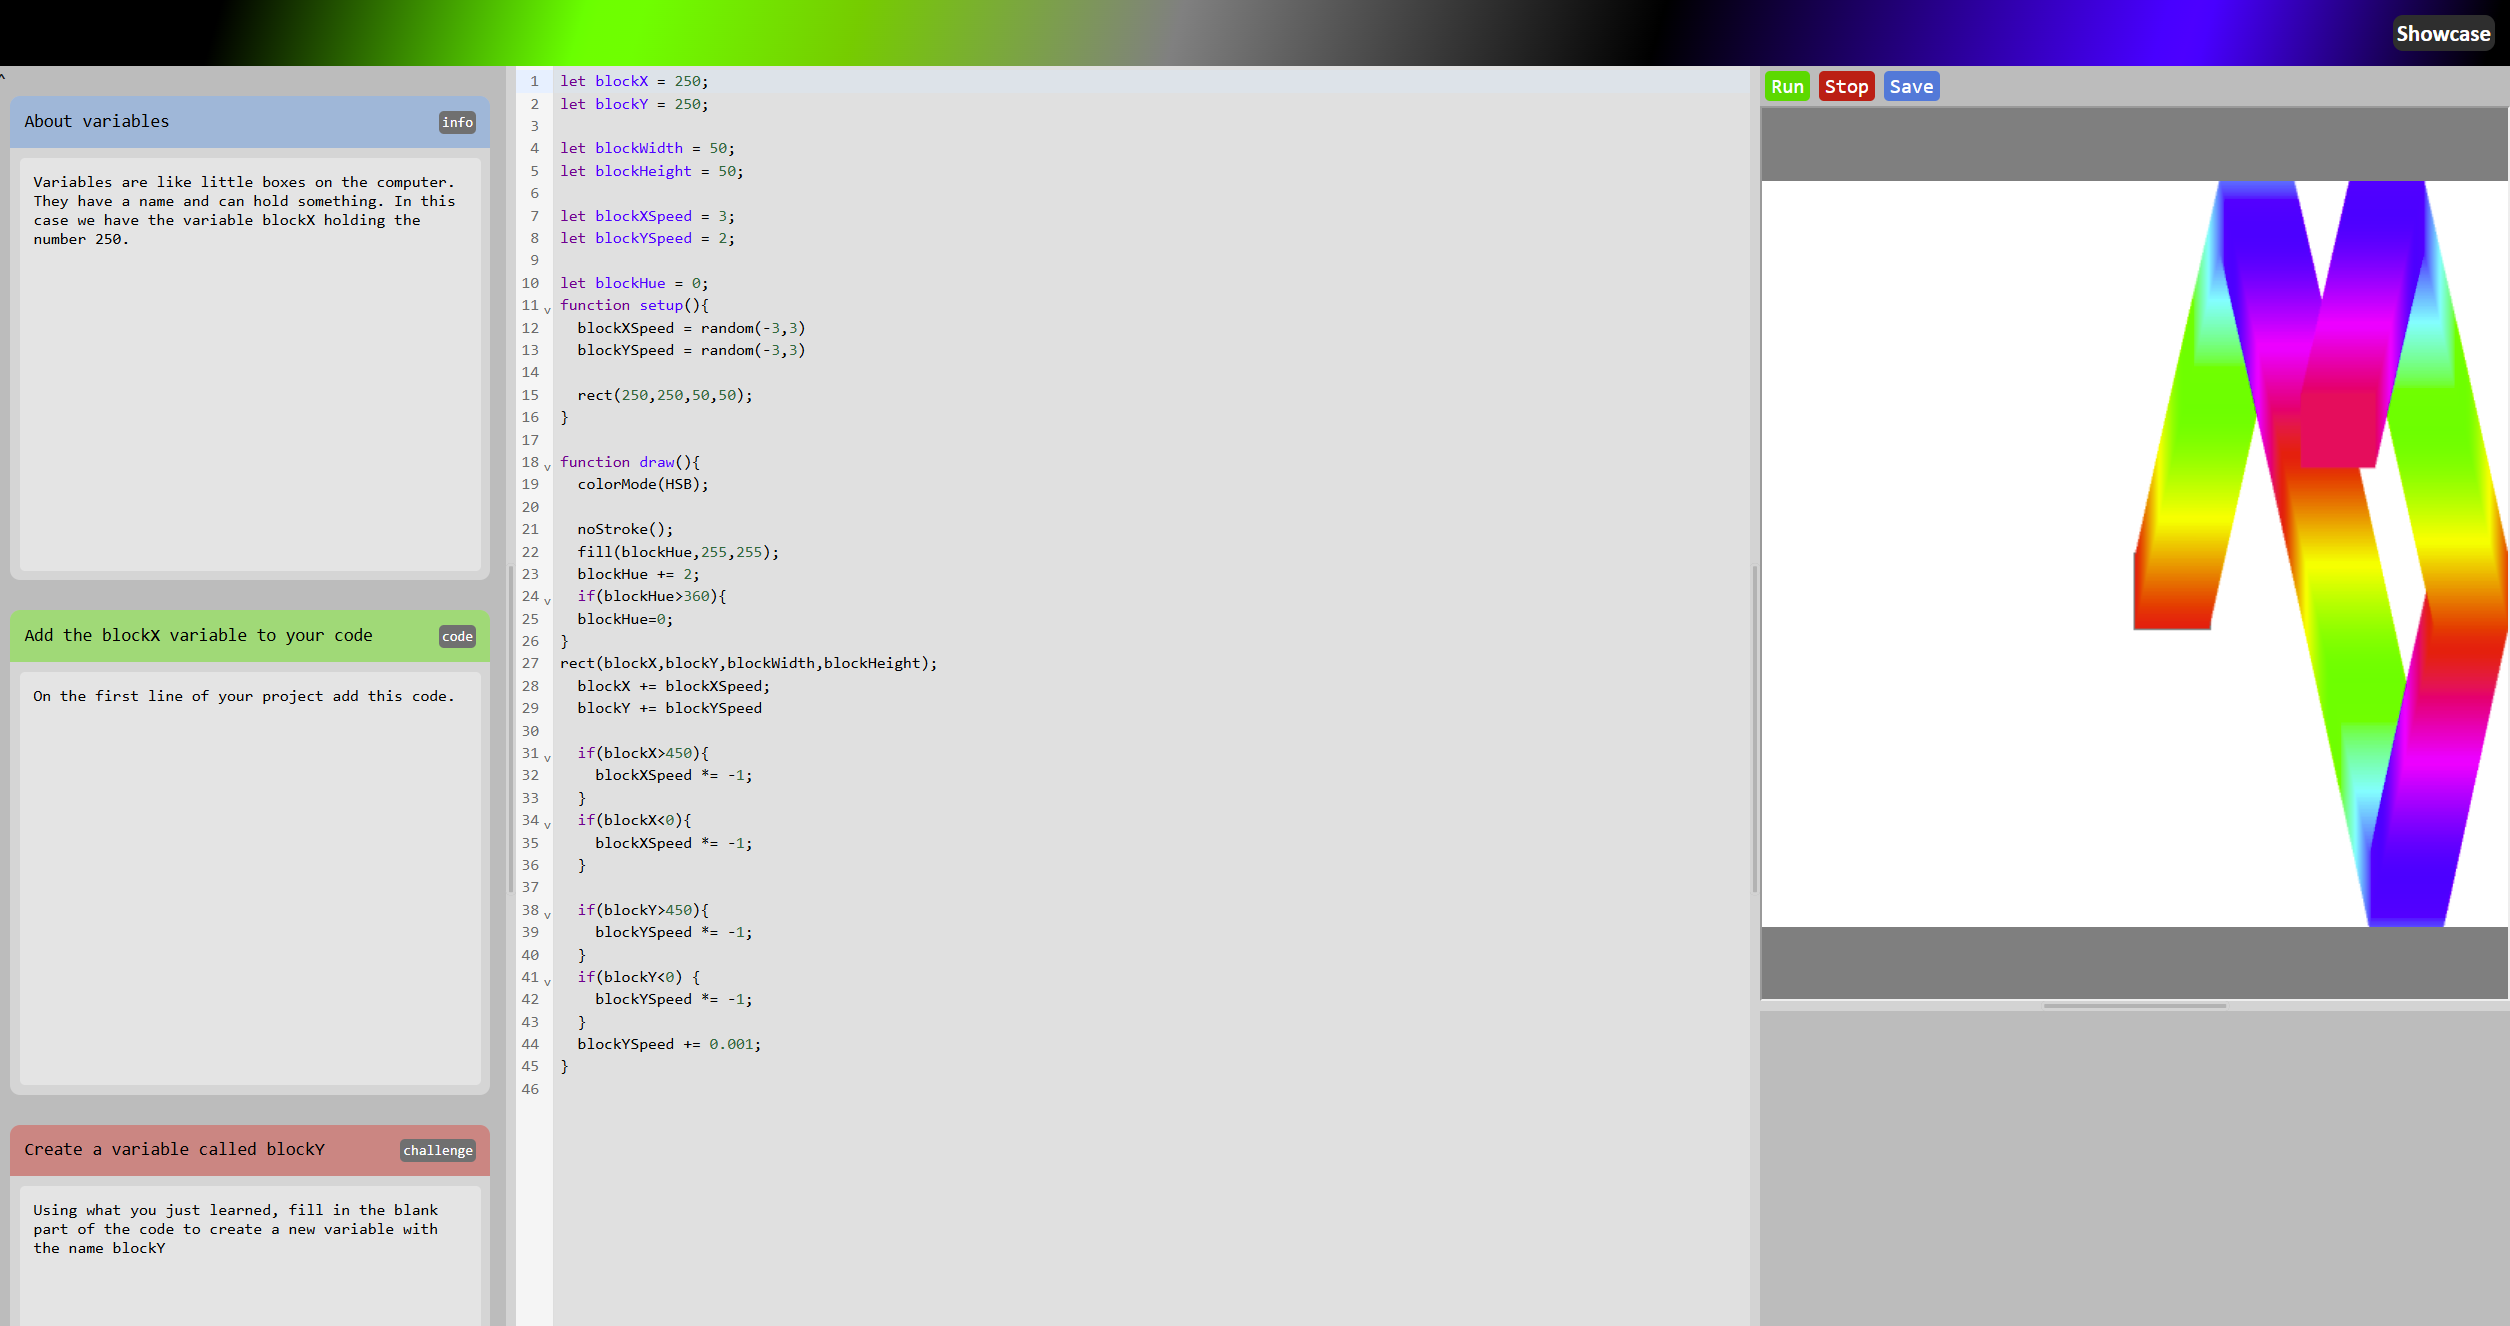 Showcase
About variables
info
Variables are like little boxes on the computer.
They have a name and can hold something. In this
case we have the variable blockX holding the
number 250.
Add the blockX variable to your code
code
On the first line of your project add this code.
Create a variable called blockY
challenge
Using what you just learned, fill in the blank
part of the code to create a new variable with
the name blockY
1 let blockX = 250;
2 let blockY = 250;
3
4 let blockWidth = 50;
5 let blockHeight = 50;
6
7 let blockXSpeed = 3;
8 let blockYSpeed = 2;
9
10 let blockHue = 0;
11 function setup(){
12   blockXSpeed = random(-3,3)
13   blockYSpeed = random(-3,3)
14
15   rect(250,250,50,50);
16 }
17
18 function draw(){
19   colorMode(HSB);
20
21   noStroke();
22   fill(blockHue,255,255);
23   blockHue += 2;
24   if(blockHue>360){
25   blockHue=0;
26 }
27 rect(blockX,blockY,blockWidth,blockHeight);
28   blockX += blockXSpeed;
29   blockY += blockYSpeed
30
31   if(blockX>450){
32     blockXSpeed *= -1;
33   }
34   if(blockX<0){
35     blockXSpeed *= -1;
36   }
37
38   if(blockY>450){
39     blockYSpeed *= -1;
40   }
41   if(blockY<0) {
42     blockYSpeed *= -1;
43   }
44   blockYSpeed += 0.001;
45 }
46
Run Stop Save